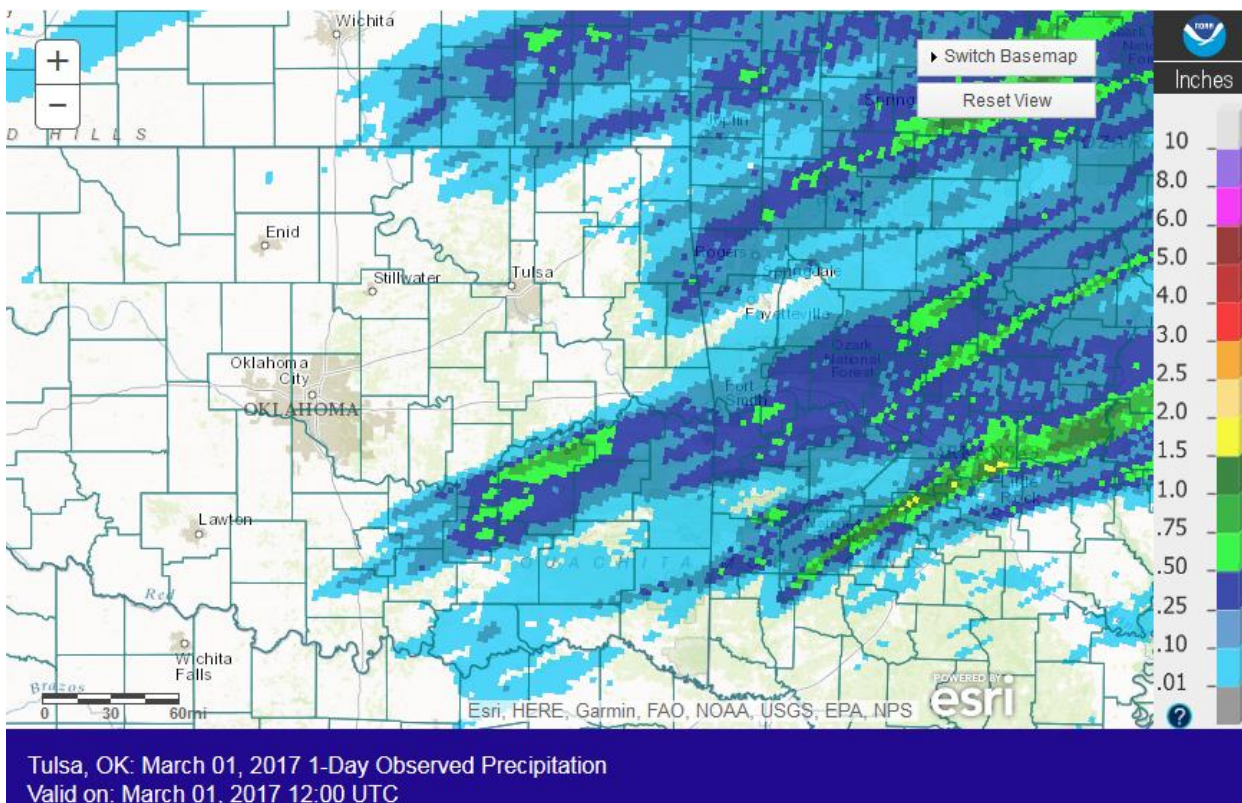 Wichita
+
−
D HILLS
Switch Basemap
Reset View
Inches
Joplin
Enid
Rogers
Springdale
Stillwater
Tulsa
Fayetteville
Oklahoma
City
OKLAHOMA
Ozark
National
Forest
Fort
Smith
ARKANSAS
Little
Rock
Lawton
National
OUACHITA
Red
Wichita
Falls
Brazos
0 30 60mi
10
8.0
6.0
5.0
4.0
3.0
2.5
2.0
1.5
1.0
.75
.50
.25
.10
.01
?
POWERED BY
esri
Esri, HERE, Garmin, FAO, NOAA, USGS, EPA, NPS
Tulsa, OK: March 01, 2017 1-Day Observed Precipitation
Valid on: March 01, 2017 12:00 UTC